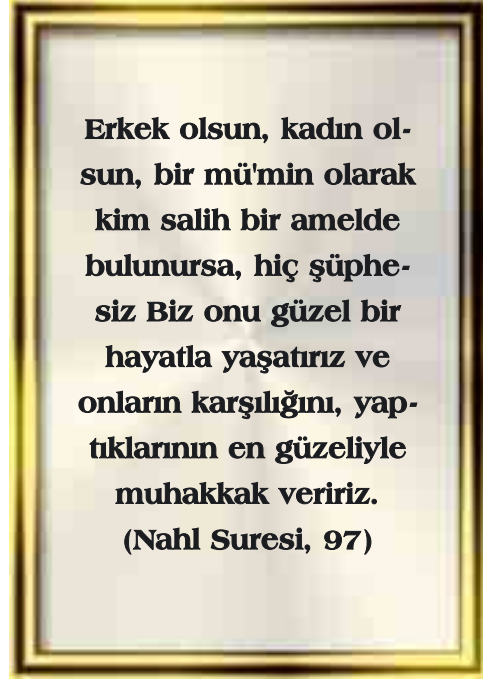 Erkek olsun, kadın ol-
sun, bir mü'min olarak
kim salih bir amelde
bulunursa, hiç şüphe-
siz Biz onu güzel bir
hayatla yaşatırız ve
onların karşılığını, yap-
tıklarının en güzeliyle
muhakkak veririz.
(Nahl Suresi, 97)